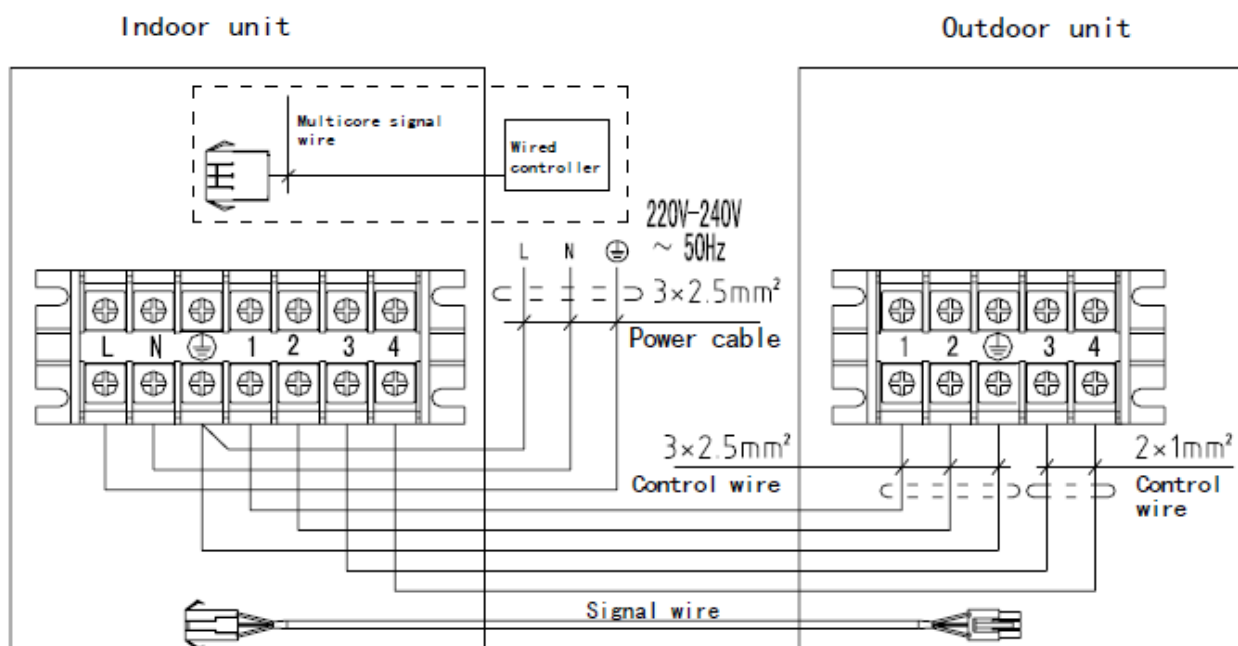 Indoor unit
Outdoor unit
Multicore signal
wire
Wired
controller
220V-240V
~ 50Hz
L N
3×2.5mm²
Power cable
L N 1 2 3 4
1 2 3 4
3×2.5mm²
Control wire
2×1mm²
Control
wire
Signal wire